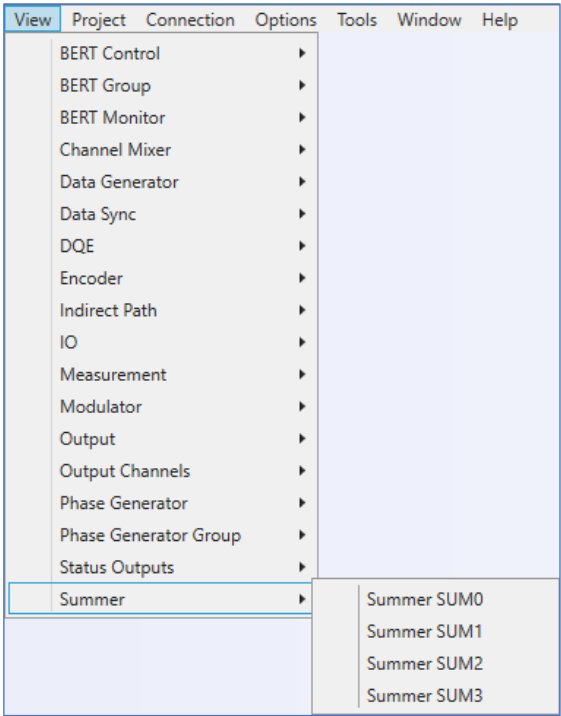 View Project Connection Options Tools Window Help
BERT Control
BERT Group
BERT Monitor
Channel Mixer
Data Generator
Data Sync
DQE
Encoder
Indirect Path
IO
Measurement
Modulator
Output
Output Channels
Phase Generator
Phase Generator Group
Status Outputs
Summer
Summer SUM0
Summer SUM1
Summer SUM2
Summer SUM3